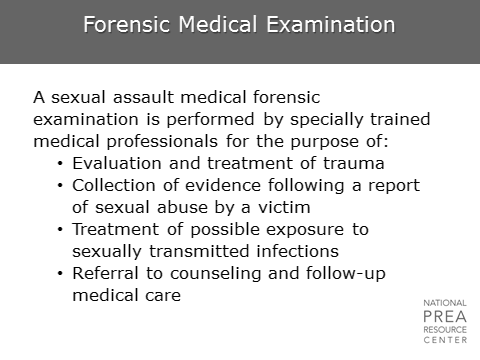 Forensic Medical Examination
A sexual assault medical forensic
examination is performed by specially trained
medical professionals for the purpose of:
• Evaluation and treatment of trauma
• Collection of evidence following a report
of sexual abuse by a victim
• Treatment of possible exposure to
sexually transmitted infections
• Referral to counseling and follow-up
medical care
NATIONAL
PREA
RESOURCE
CENTER